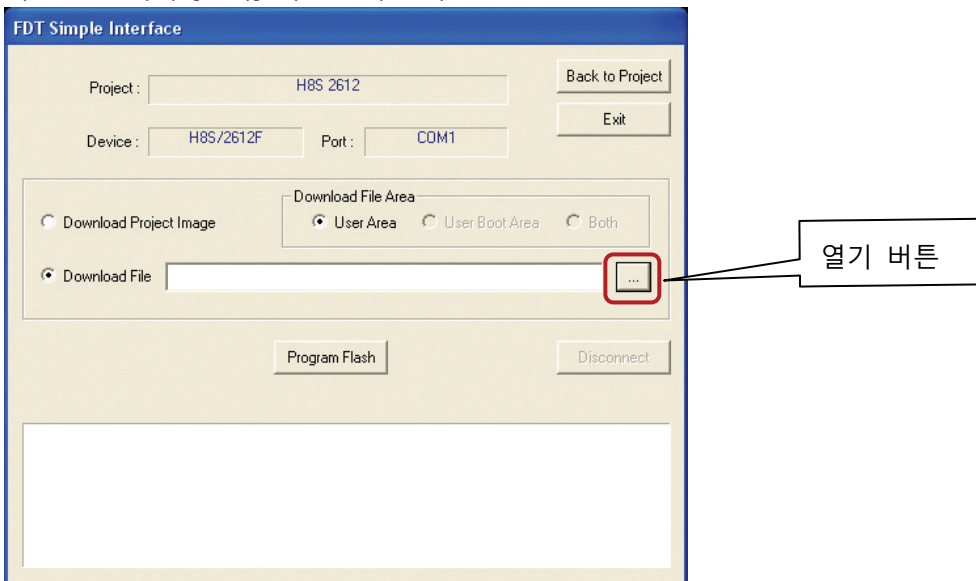 FDT Simple Interface
Project : H8S 2612 Back to Project
Exit
Device : H8S/2612F Port : COM1
Download File Area
Download Project Image User Area User Boot Area Both
열기 버튼
Download File ...
Program Flash Disconnect